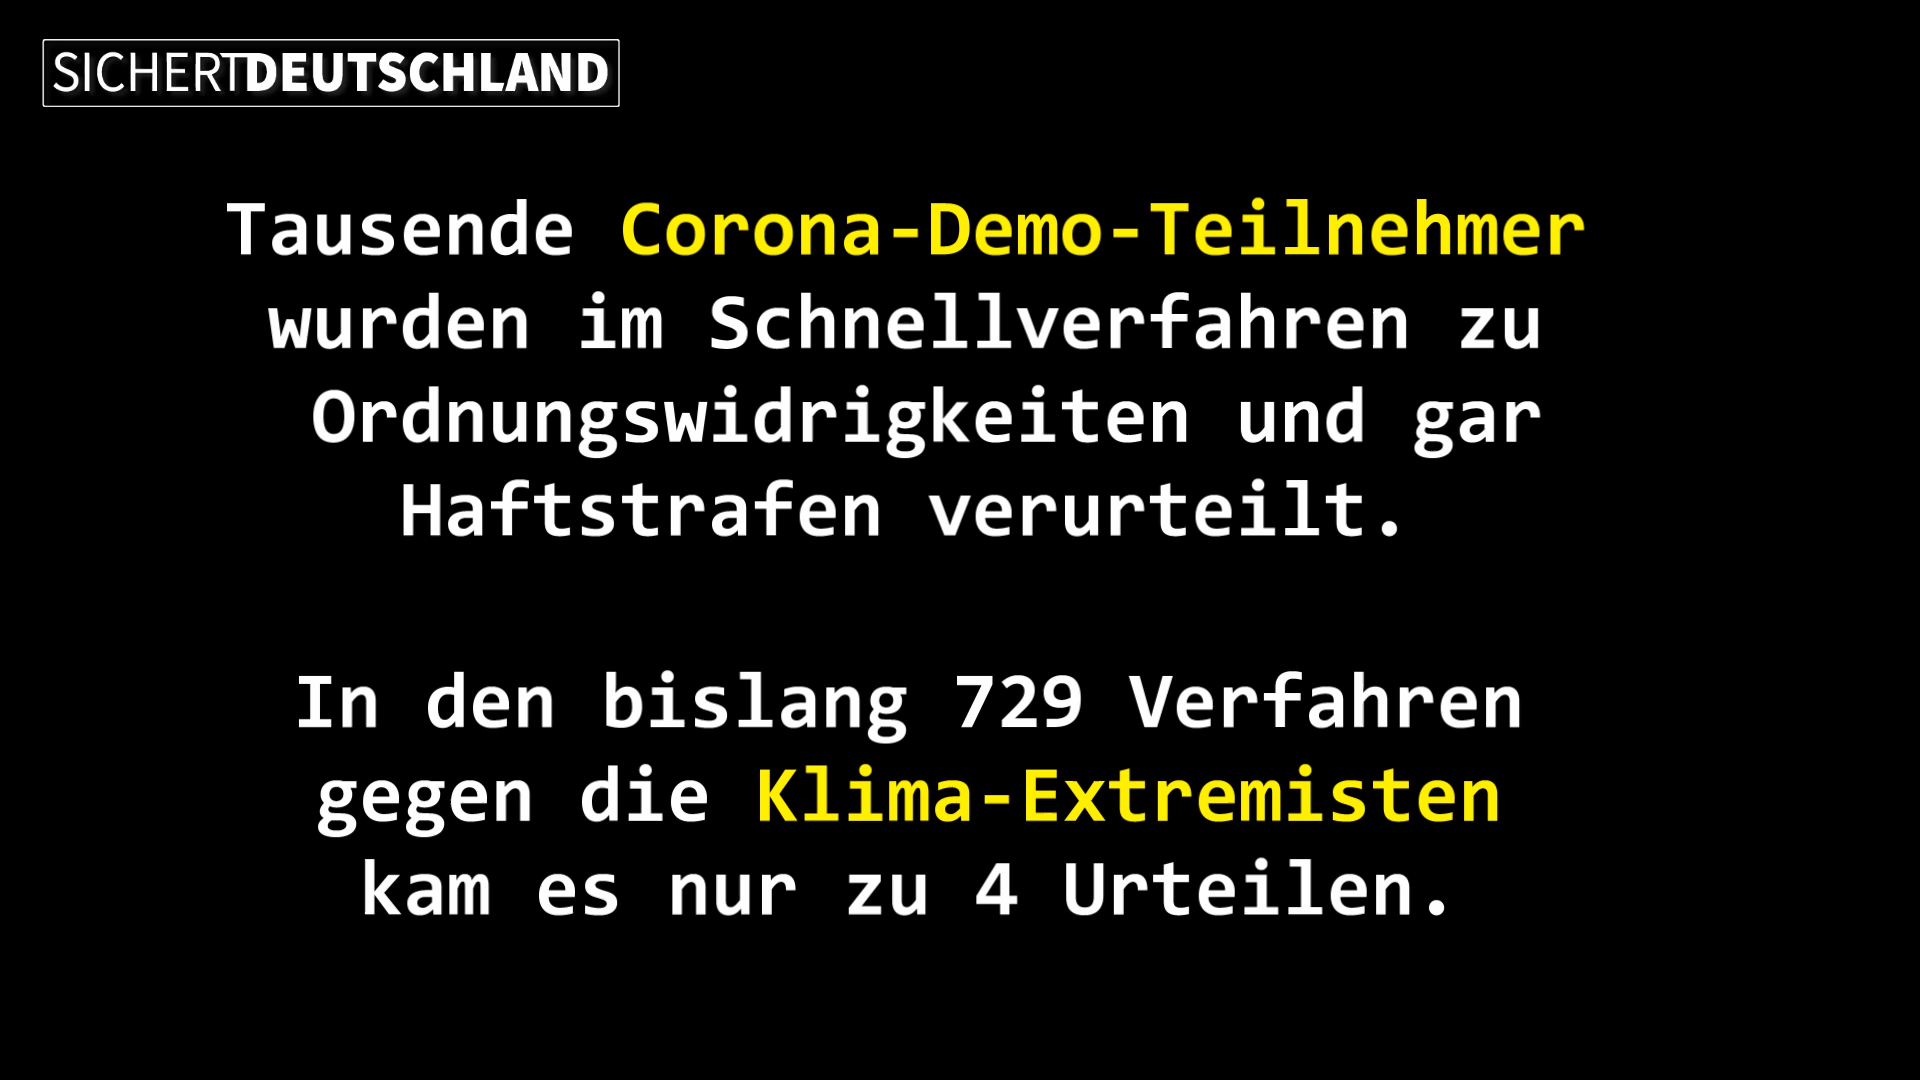 SICHERTDEUTSCHLAND
Tausende Corona-Demo-Teilnehmer
wurden im Schnellverfahren zu
Ordnungswidrigkeiten und gar
Haftstrafen verurteilt.
In den bislang 729 Verfahren
gegen die Klima-Extremisten
kam es nur zu 4 Urteilen.